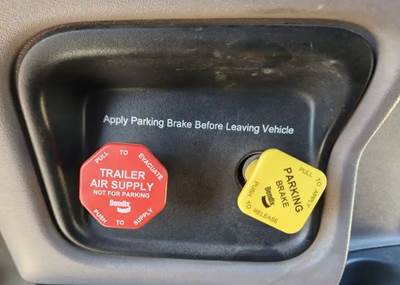 Apply Parking Brake Before Leaving Vehicle
PULL TO EVACUATE
TRAILER
AIR SUPPLY
NOT FOR PARKING
Bendix
PUSH TO SUPPLY
PULL TO APPLY
PARKING
BRAKE
Bendix
PUSH TO RELEASE